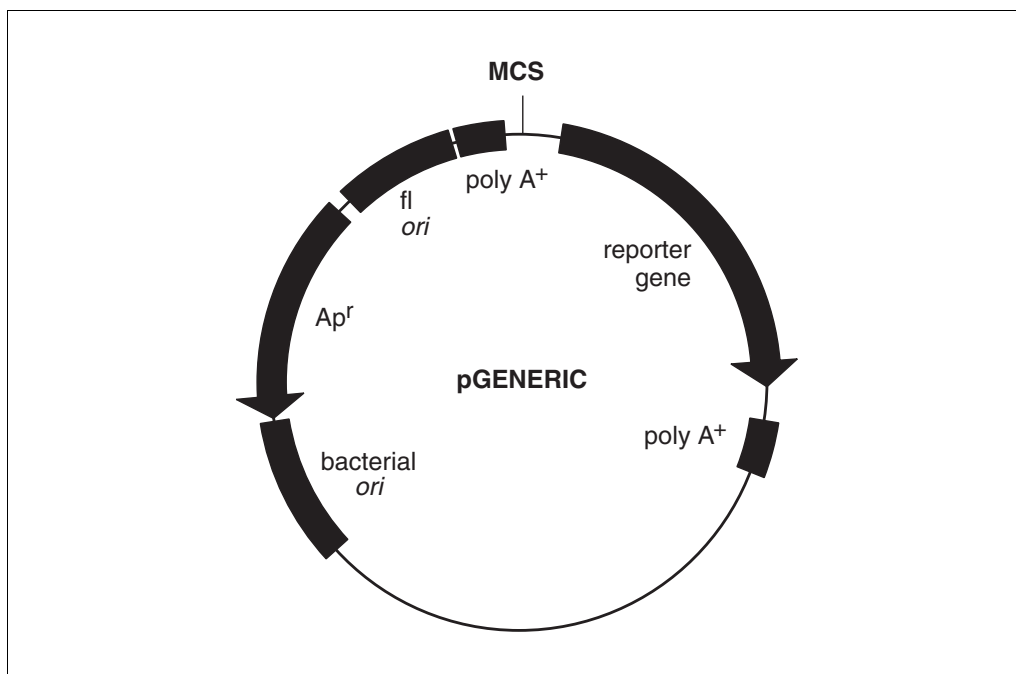 MCS
poly A+
fl
ori
reporter
gene
Apr
pGENERIC
poly A+
bacterial
ori